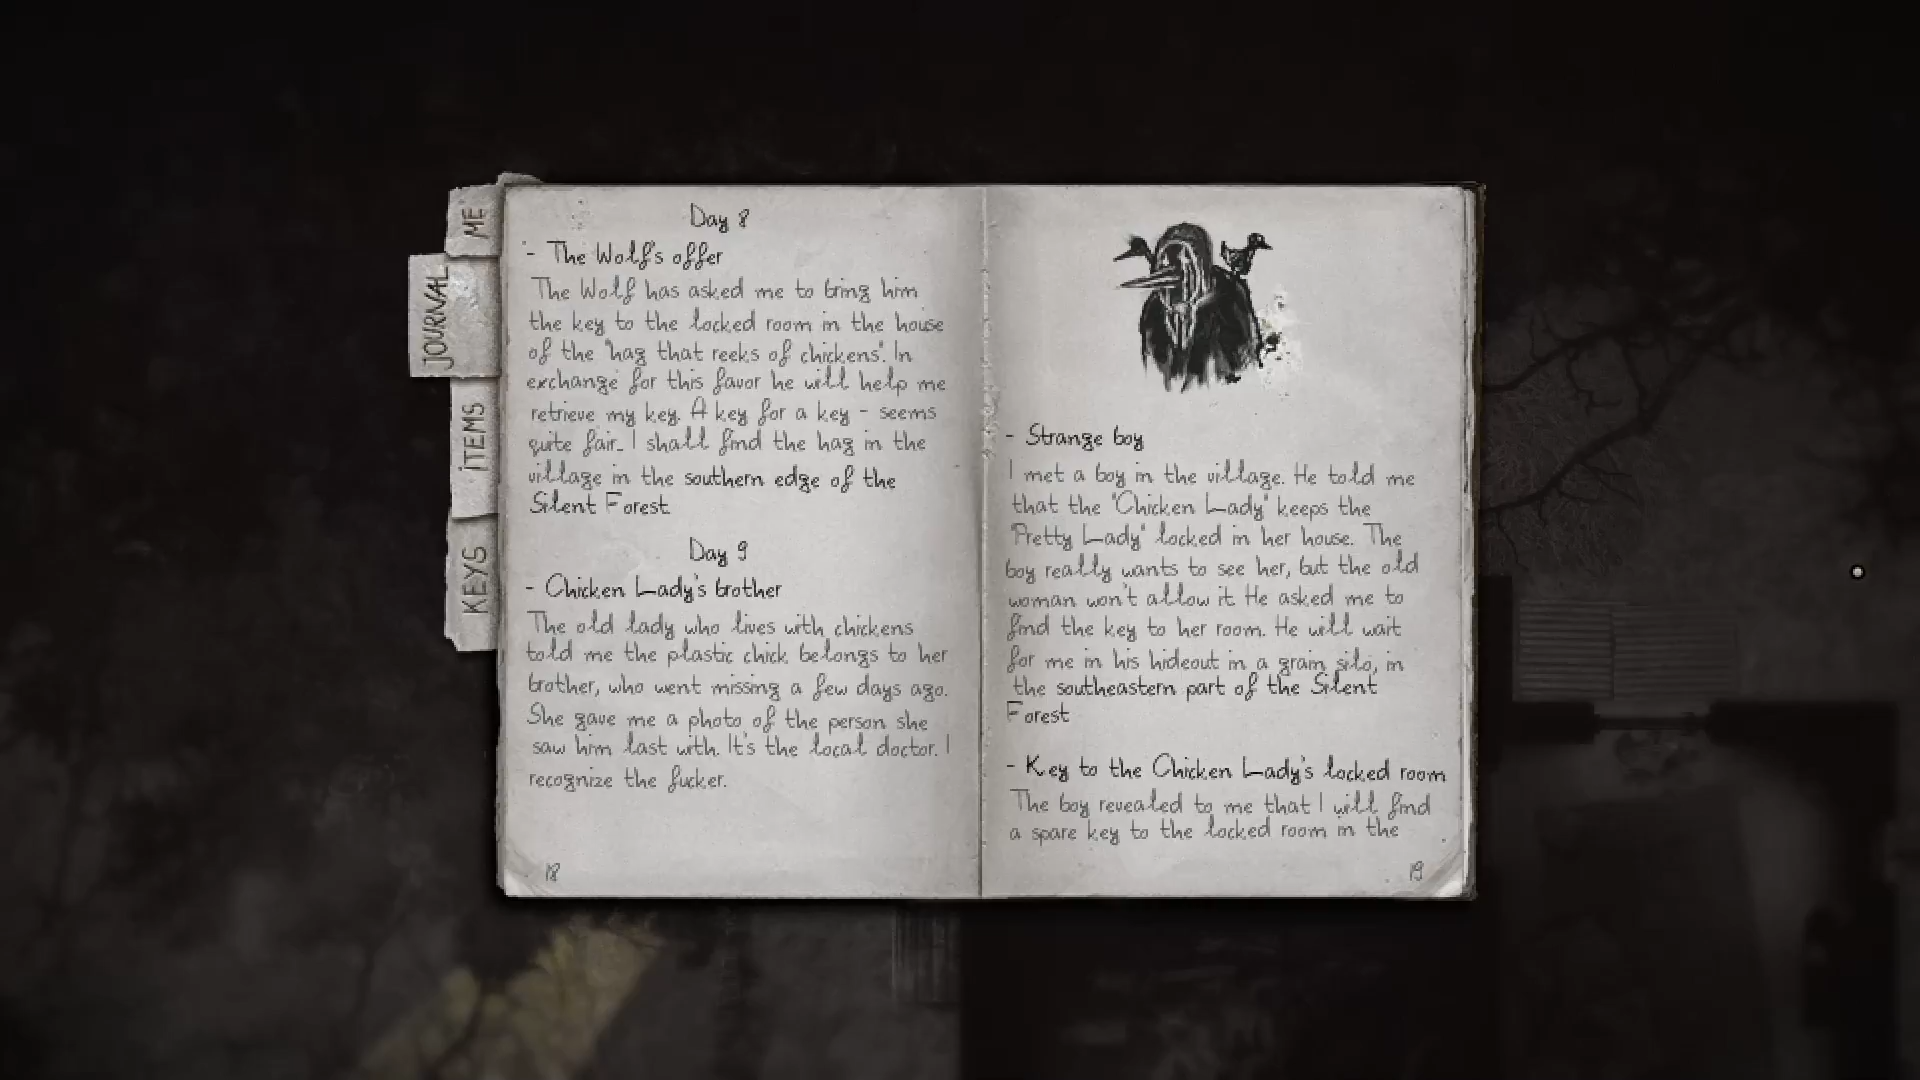 ME
JOURNAL
ITEMS
KEYS
Day 8
- The Wolf's offer
The Wolf has asked me to bring him
the key to the locked room in the house
of the 'hag that reeks of chickens'. In
exchange for this favor he will help me
retrieve my key. A key for a key - seems
quite fair... I shall find the hag in the
village in the southern edge of the
Silent Forest.
Day 9
- Chicken Lady's brother
The old lady who lives with chickens
told me the plastic chick belongs to her
brother, who went missing a few days ago.
She gave me a photo of the person she
saw him last with. It's the local doctor. I
recognize the fucker.
18
- Strange boy
I met a boy in the village. He told me
that the 'Chicken Lady' keeps the
'Pretty Lady' locked in her house. The
boy really wants to see her, but the old
woman won't allow it. He asked me to
find the key to her room. He will wait
for me in his hideout in a grain silo, in
the southeastern part of the Silent
Forest
- Key to the Chicken Lady's locked room
The boy revealed to me that I will find
a spare key to the locked room in the
19